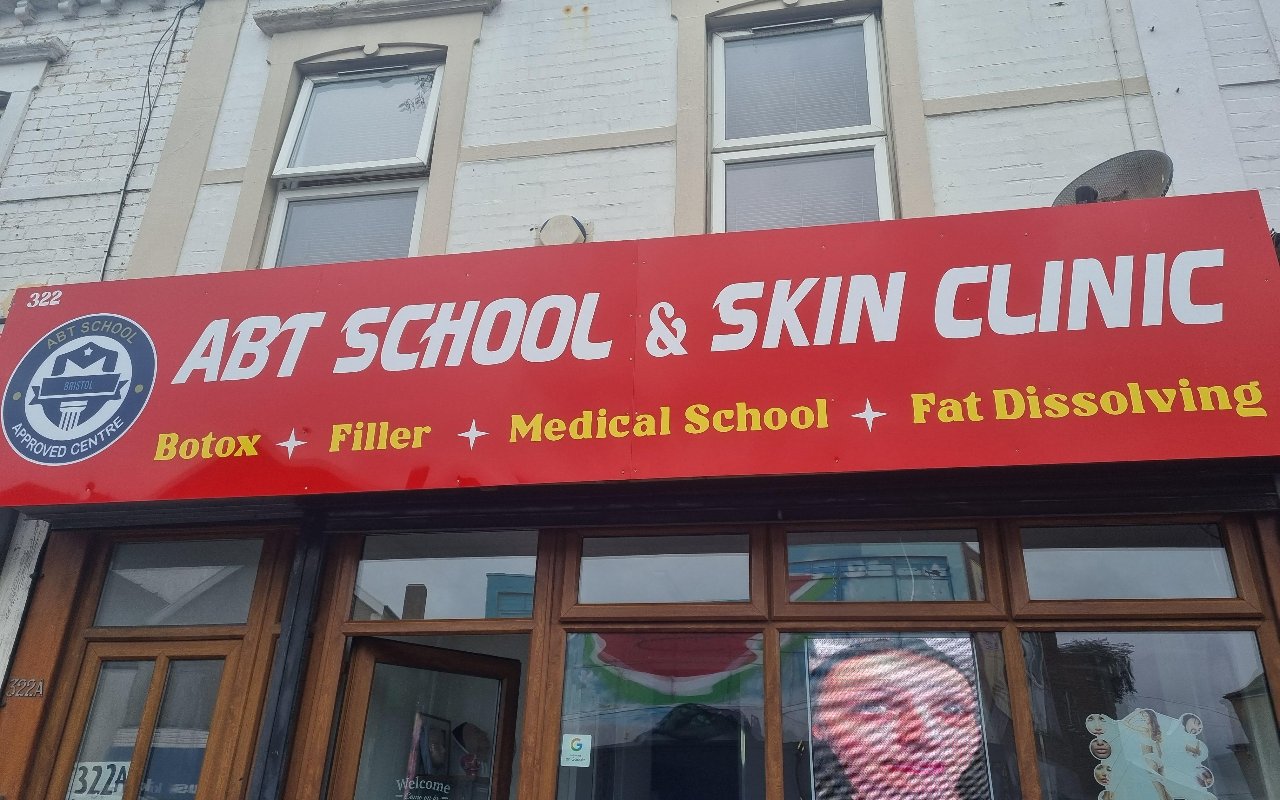 322
ABT SCHOOL & SKIN CLINIC
ABT SCHOOL
BRISTOL
APPROVED CENTRE
Botox Filler Medical School Fat Dissolving
322A
322A
Welcome